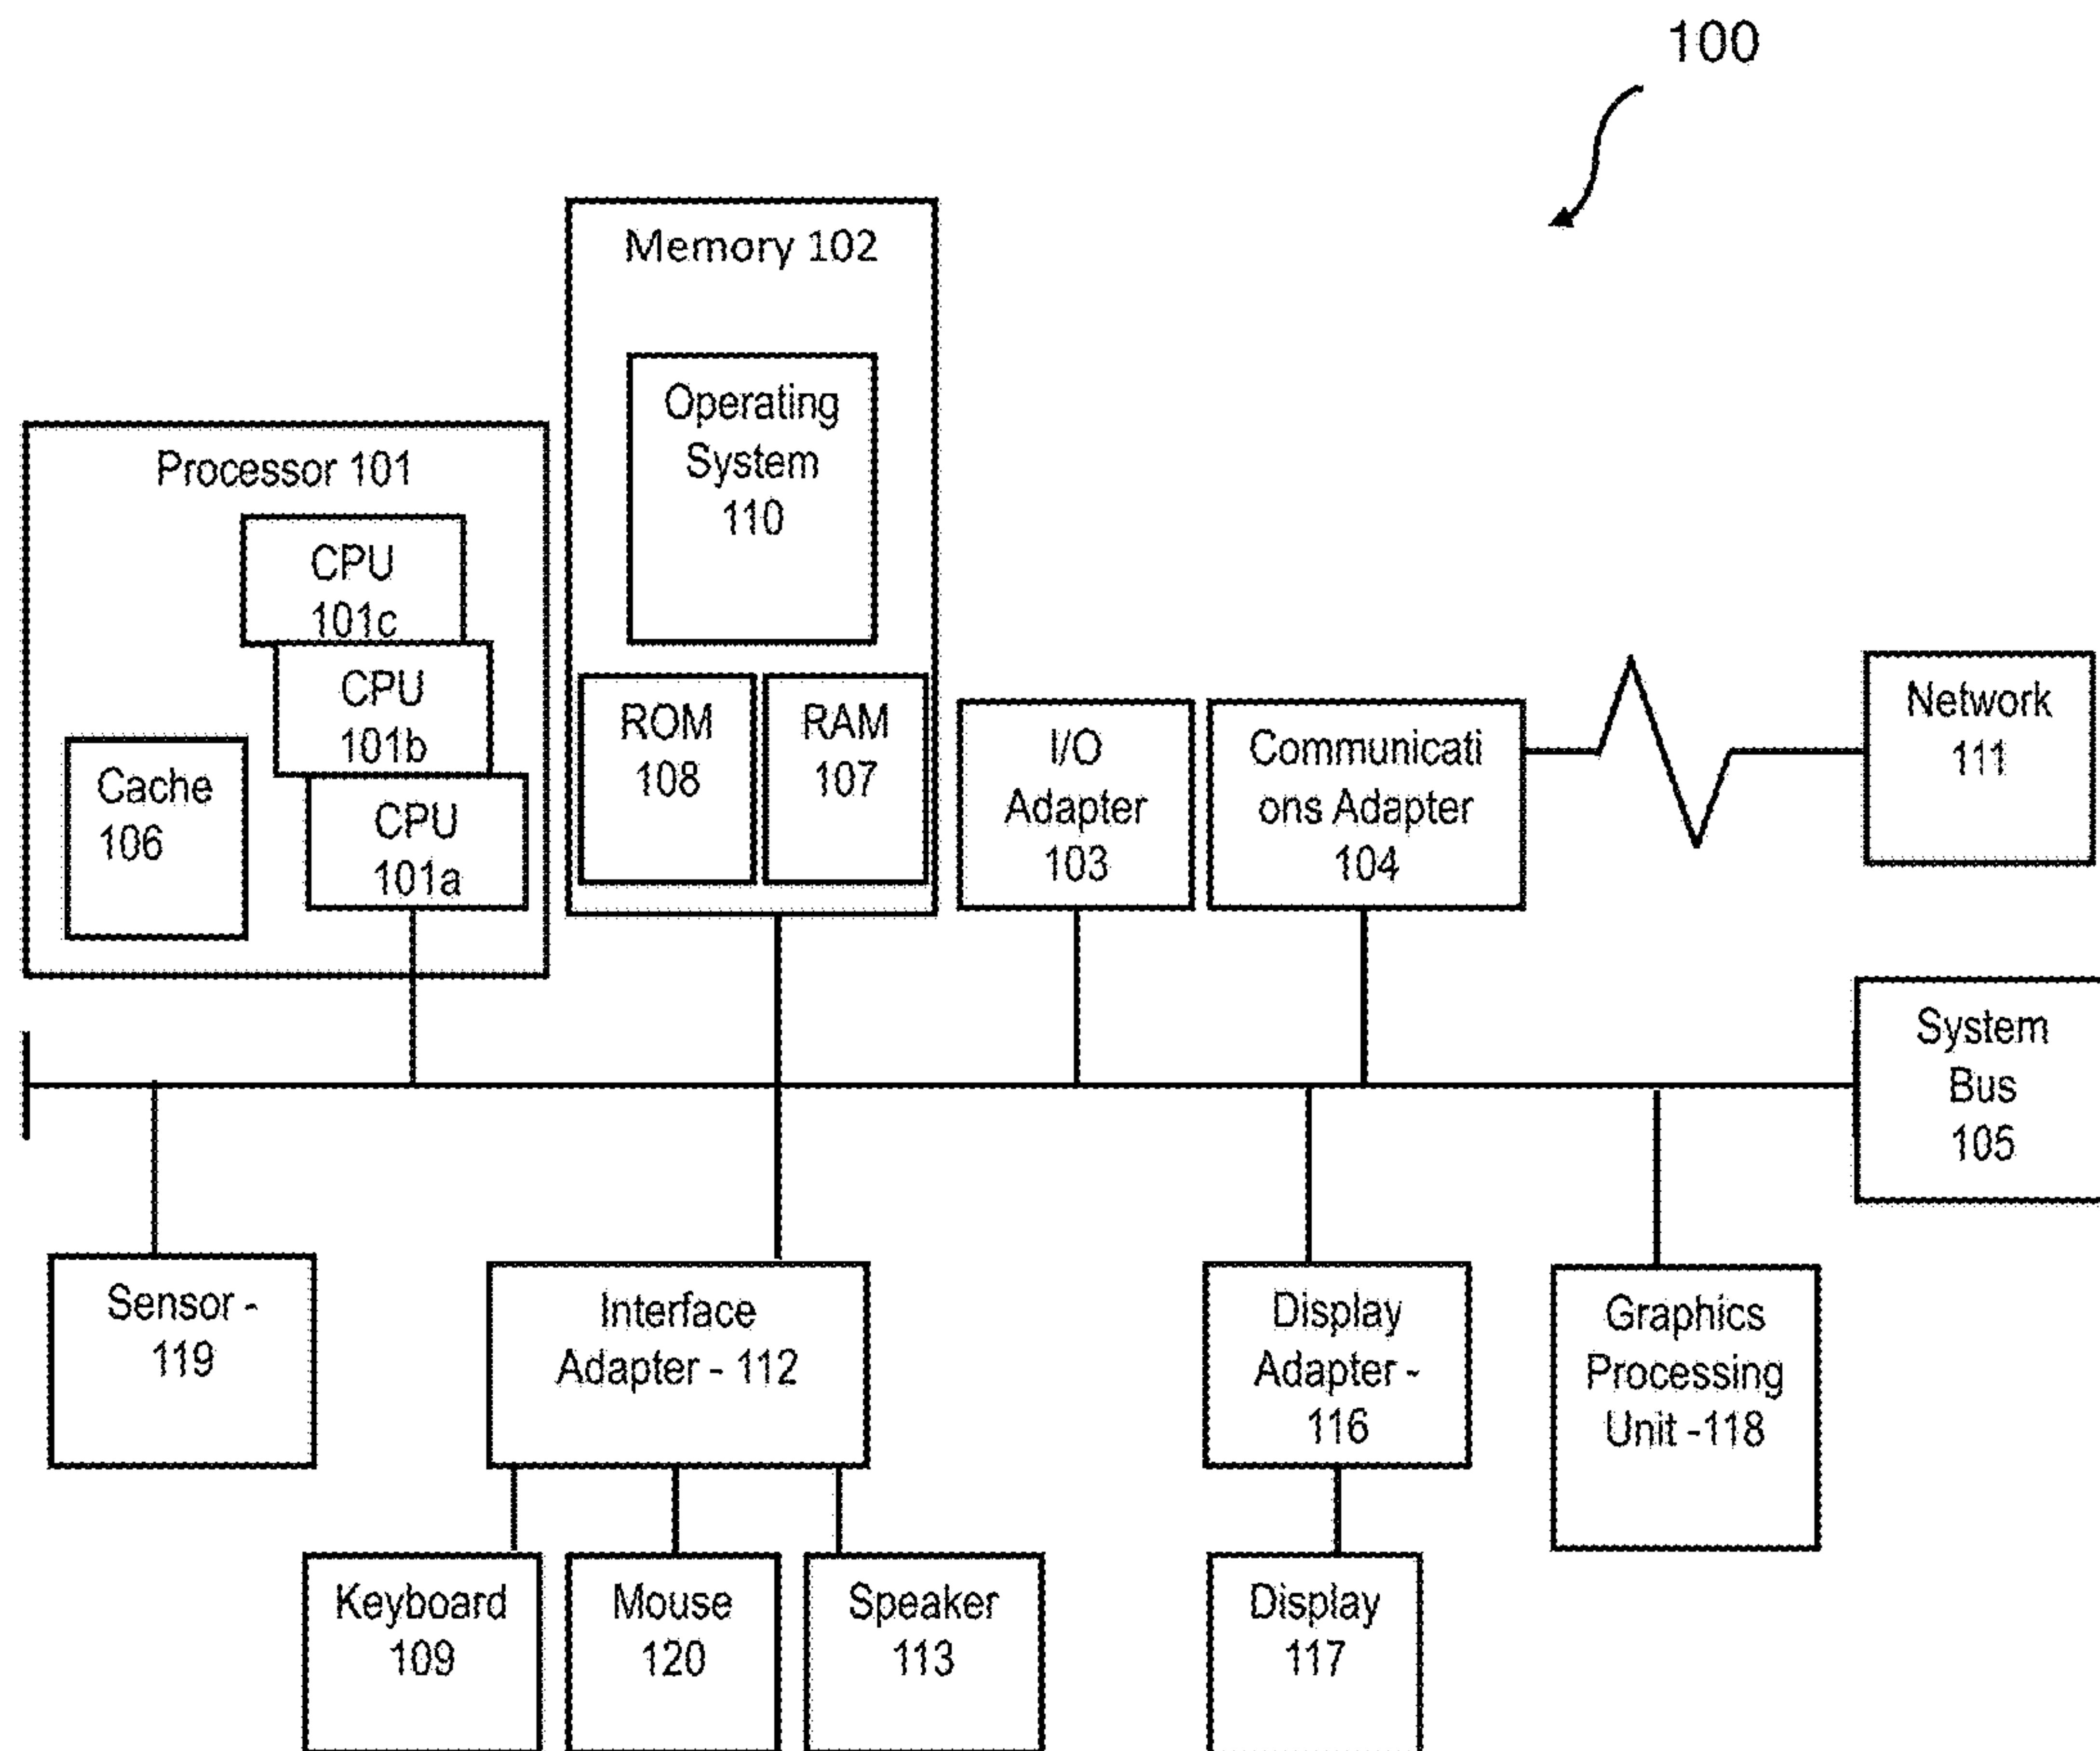 100
Memory 102
Operating
System
110
Processor 101
CPU
101c
CPU
101b
CPU
101a
Cache
106
ROM
108
RAM
107
I/O
Adapter
103
Communicati
ons Adapter
104
Network
111
System
Bus
105
Sensor -
119
Interface
Adapter - 112
Display
Adapter -
116
Graphics
Processing
Unit -118
Keyboard
109
Mouse
120
Speaker
113
Display
117